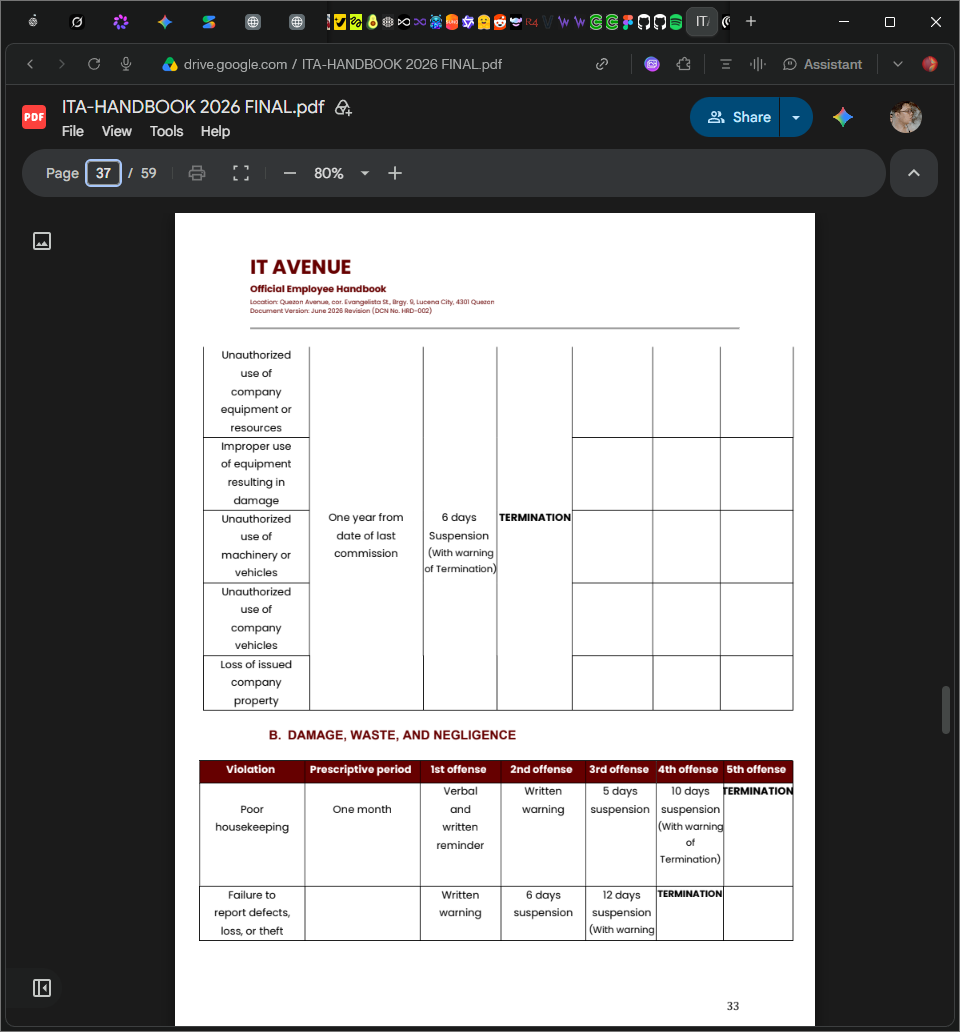 drive.google.com / ITA-HANDBOOK 2026 FINAL.pdf
Assistant
PDF
ITA-HANDBOOK 2026 FINAL.pdf
File View Tools Help
Share
Page 37 / 59
80%
IT AVENUE
Official Employee Handbook
Location: Quezon Avenue, cor. Evangelista St., Brgy. 9, Lucena City, 4301 Quezon
Document Version: June 2026 Revision (DCN No. HRD-002)
Unauthorized
use of
company
equipment or
resources
Improper use
of equipment
resulting in
damage
Unauthorized
use of
machinery or
vehicles
Unauthorized
use of
company
vehicles
Loss of issued
company
property
One year from
date of last
commission
6 days
Suspension
(With warning
of Termination)
TERMINATION
B. DAMAGE, WASTE, AND NEGLIGENCE
Violation Prescriptive period 1st offense 2nd offense 3rd offense 4th offense 5th offense
Poor
housekeeping
One month
Verbal
and
written
reminder
Written
warning
5 days
suspension
10 days
suspension
(With warning
of
Termination)
TERMINATION
Failure to
report defects,
loss, or theft
Written
warning
6 days
suspension
12 days
suspension
(With warning
TERMINATION
33